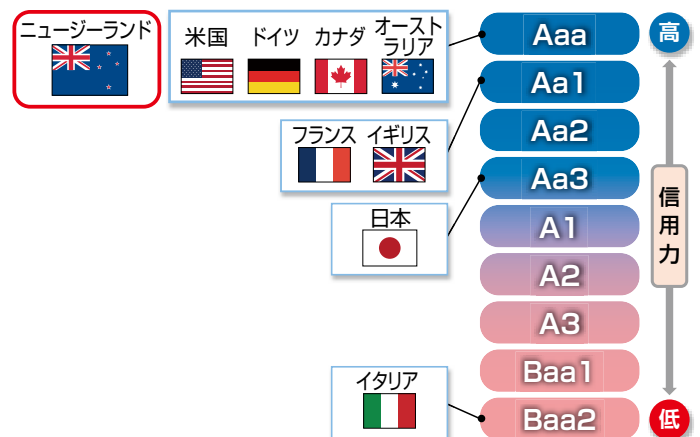 ニュージーランド
米国
ドイツ
カナダ
オースト
ラリア
Aaa
高
Aa1
フランス
イギリス
Aa2
Aa3
日本
A1
信用力
A2
A3
イタリア
Baa1
Baa2
低